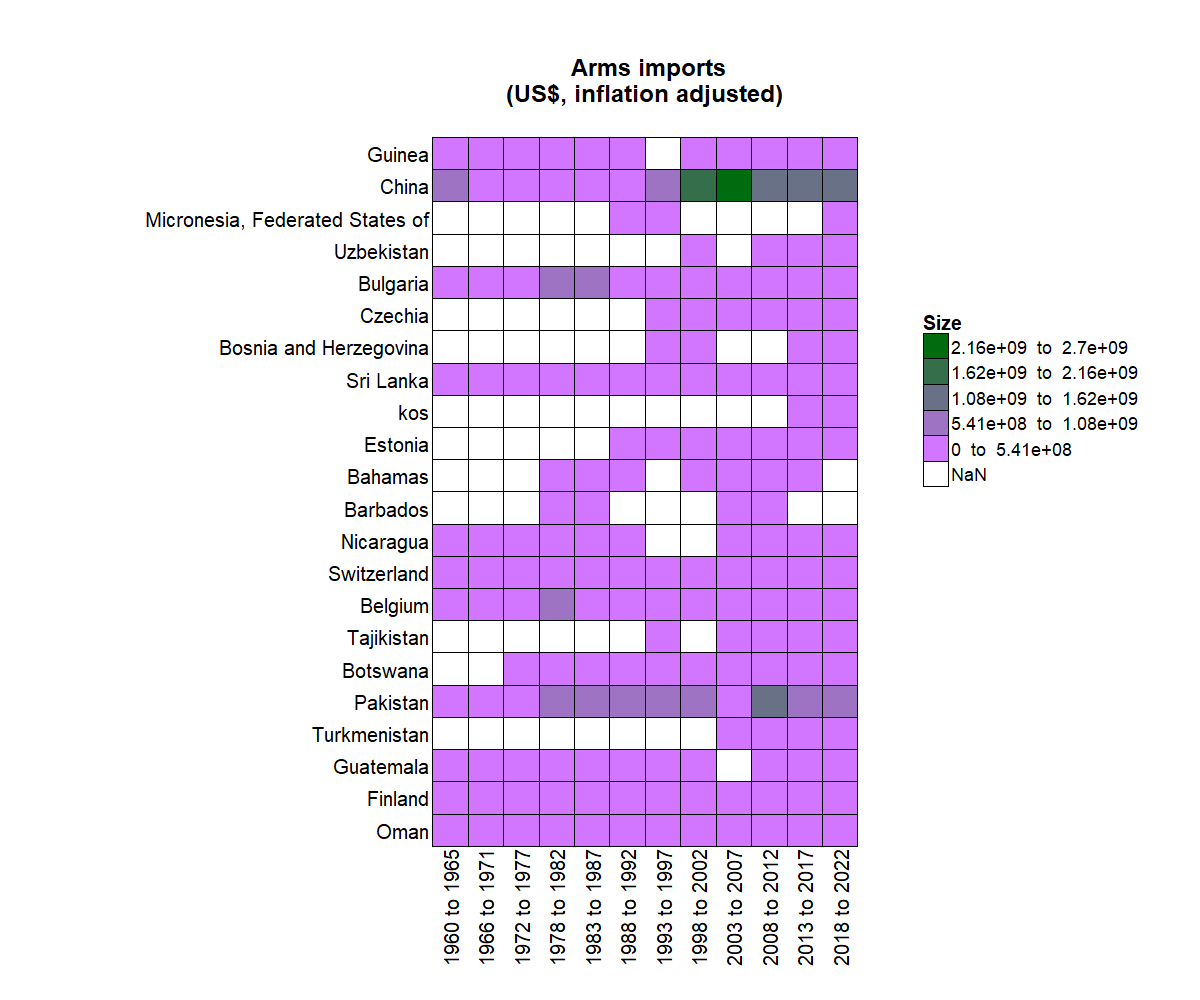 Arms imports
(US$, inflation adjusted)
Guinea
China
Micronesia, Federated States of
Uzbekistan
Bulgaria
Czechia
Bosnia and Herzegovina
Sri Lanka
kos
Estonia
Bahamas
Barbados
Nicaragua
Switzerland
Belgium
Tajikistan
Botswana
Pakistan
Turkmenistan
Guatemala
Finland
Oman
1960 to 1965
1966 to 1971
1972 to 1977
1978 to 1982
1983 to 1987
1988 to 1992
1993 to 1997
1998 to 2002
2003 to 2007
2008 to 2012
2013 to 2017
2018 to 2022
Size
2.16e+09 to 2.7e+09
1.62e+09 to 2.16e+09
1.08e+09 to 1.62e+09
5.41e+08 to 1.08e+09
0 to 5.41e+08
NaN